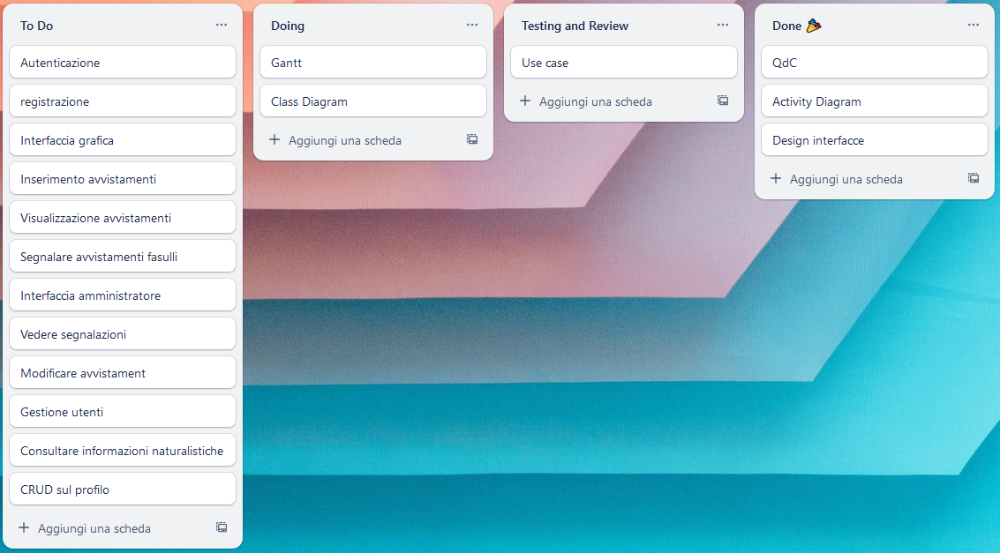 To Do
Autenticazione
registrazione
Interfaccia grafica
Inserimento avvistamenti
Visualizzazione avvistamenti
Segnalare avvistamenti fasulli
Interfaccia amministratore
Vedere segnalazioni
Modificare avvistament
Gestione utenti
Consultare informazioni naturalistiche
CRUD sul profilo
Aggiungi una scheda
Doing
Gantt
Class Diagram
Aggiungi una scheda
Testing and Review
Use case
Aggiungi una scheda
Done 🎉
QdC
Activity Diagram
Design interfacce
Aggiungi una scheda